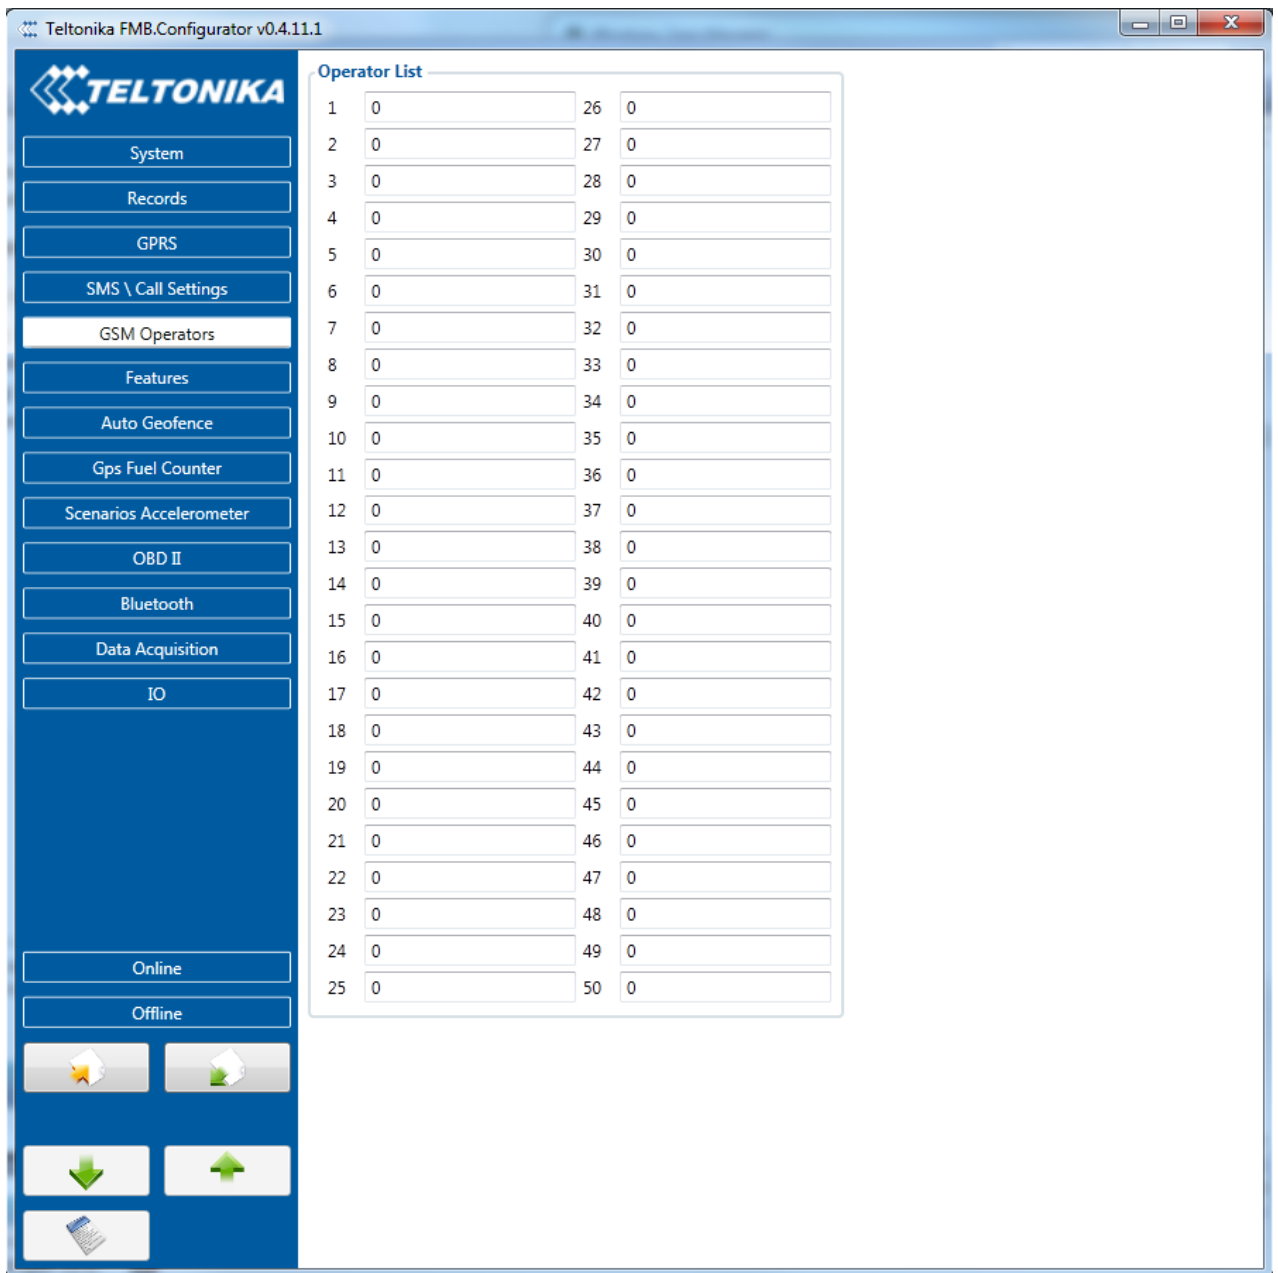 Teltonika FMB.Configurator v0.4.11.1
TELTONIKA
System
Records
GPRS
SMS \ Call Settings
GSM Operators
Features
Auto Geofence
Gps Fuel Counter
Scenarios Accelerometer
OBD II
Bluetooth
Data Acquisition
IO
Online
Offline
Operator List
1 0 26 0
2 0 27 0
3 0 28 0
4 0 29 0
5 0 30 0
6 0 31 0
7 0 32 0
8 0 33 0
9 0 34 0
10 0 35 0
11 0 36 0
12 0 37 0
13 0 38 0
14 0 39 0
15 0 40 0
16 0 41 0
17 0 42 0
18 0 43 0
19 0 44 0
20 0 45 0
21 0 46 0
22 0 47 0
23 0 48 0
24 0 49 0
25 0 50 0